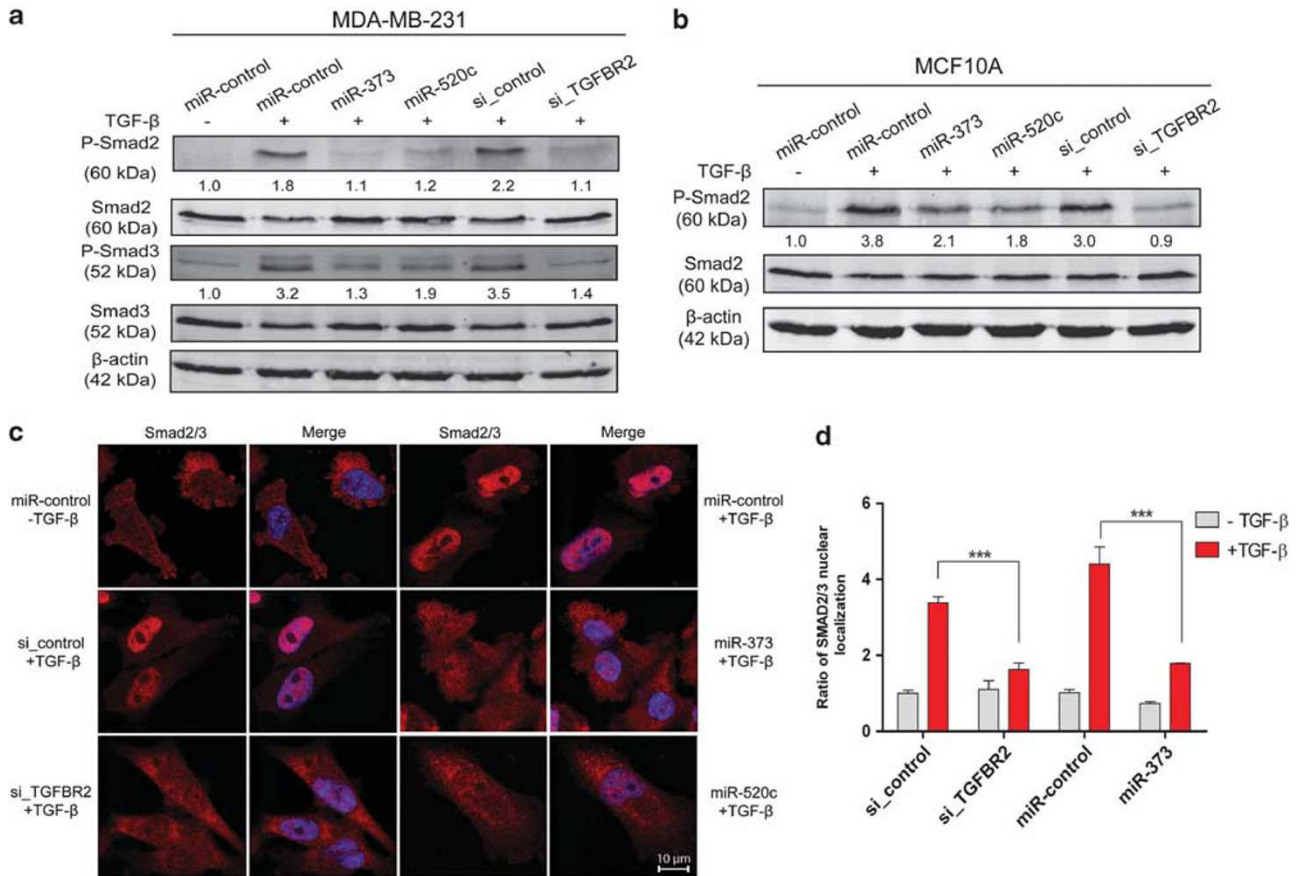 a
MDA-MB-231
miR-control miR-control miR-373 miR-520c si_control si_TGFBR2
TGF-β - + + + + +
P-Smad2
(60 kDa)
1.0 1.8 1.1 1.2 2.2 1.1
Smad2
(60 kDa)
P-Smad3
(52 kDa)
1.0 3.2 1.3 1.9 3.5 1.4
Smad3
(52 kDa)
β-actin
(42 kDa)
b
MCF10A
miR-control miR-control miR-373 miR-520c si_control si_TGFBR2
TGF-β - + + + + +
P-Smad2
(60 kDa)
1.0 3.8 2.1 1.8 3.0 0.9
Smad2
(60 kDa)
β-actin
(42 kDa)
c
Smad2/3 Merge Smad2/3 Merge
miR-control
-TGF-β
miR-control
+TGF-β
si_control
+TGF-β
miR-373
+TGF-β
si_TGFBR2
+TGF-β
miR-520c
+TGF-β
10 µm
d
Ratio of SMAD2/3 nuclear
localization
6
4
2
0
***
***
- TGF-β
+TGF-β
si_control si_TGFBR2 miR-control miR-373